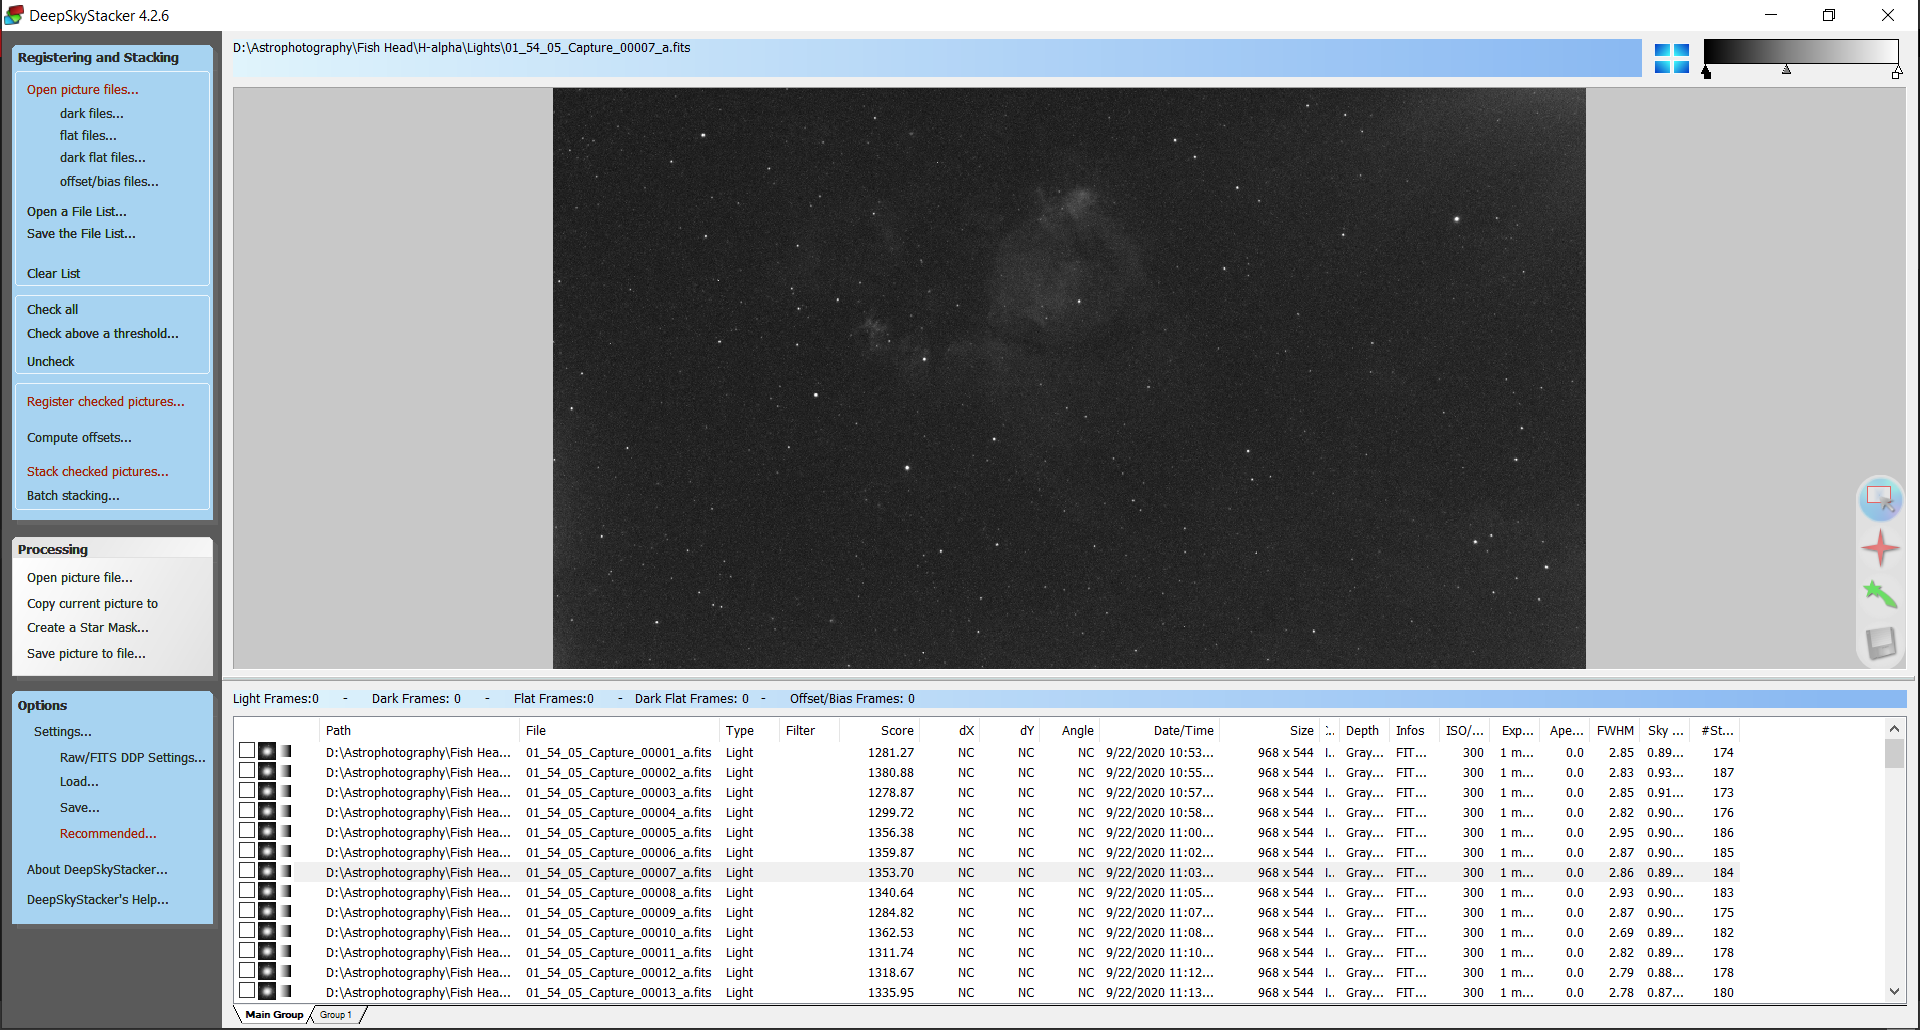 DeepSkyStacker 4.2.6
Registering and Stacking
Open picture files...
dark files...
flat files...
dark flat files...
offset/bias files...
Open a File List...
Save the File List...
Clear List
Check all
Check above a threshold...
Uncheck
Register checked pictures...
Compute offsets...
Stack checked pictures...
Batch stacking...
Processing
Open picture file...
Copy current picture to
Create a Star Mask...
Save picture to file...
Options
Settings...
Raw/FITS DDP Settings...
Load...
Save...
Recommended...
About DeepSkyStacker...
DeepSkyStacker's Help...
D:\Astrophotography\Fish Head\H-alpha\Lights\01_54_05_Capture_00007_a.fits
Light Frames:0 - Dark Frames: 0 - Flat Frames:0 - Dark Flat Frames: 0 - Offset/Bias Frames: 0
Path File Type Filter Score dX dY Angle Date/Time Size Depth Infos ISO/... Exp... Ape... FWHM Sky ... #St...
D:\Astrophotography\Fish Hea... 01_54_05_Capture_00001_a.fits Light 1281.27 NC NC NC 9/22/2020 10:53... 968 x 544 I.. Gray... FIT... 300 1 m... 0.0 2.85 0.89... 174
D:\Astrophotography\Fish Hea... 01_54_05_Capture_00002_a.fits Light 1380.88 NC NC NC 9/22/2020 10:55... 968 x 544 I.. Gray... FIT... 300 1 m... 0.0 2.83 0.93... 187
D:\Astrophotography\Fish Hea... 01_54_05_Capture_00003_a.fits Light 1278.87 NC NC NC 9/22/2020 10:57... 968 x 544 I.. Gray... FIT... 300 1 m... 0.0 2.85 0.91... 173
D:\Astrophotography\Fish Hea... 01_54_05_Capture_00004_a.fits Light 1299.72 NC NC NC 9/22/2020 10:58... 968 x 544 I.. Gray... FIT... 300 1 m... 0.0 2.82 0.90... 176
D:\Astrophotography\Fish Hea... 01_54_05_Capture_00005_a.fits Light 1356.38 NC NC NC 9/22/2020 11:00... 968 x 544 I.. Gray... FIT... 300 1 m... 0.0 2.95 0.90... 186
D:\Astrophotography\Fish Hea... 01_54_05_Capture_00006_a.fits Light 1359.87 NC NC NC 9/22/2020 11:02... 968 x 544 I.. Gray... FIT... 300 1 m... 0.0 2.87 0.90... 185
D:\Astrophotography\Fish Hea... 01_54_05_Capture_00007_a.fits Light 1353.70 NC NC NC 9/22/2020 11:03... 968 x 544 I.. Gray... FIT... 300 1 m... 0.0 2.86 0.89... 184
D:\Astrophotography\Fish Hea... 01_54_05_Capture_00008_a.fits Light 1340.64 NC NC NC 9/22/2020 11:05... 968 x 544 I.. Gray... FIT... 300 1 m... 0.0 2.93 0.90... 183
D:\Astrophotography\Fish Hea... 01_54_05_Capture_00009_a.fits Light 1284.82 NC NC NC 9/22/2020 11:07... 968 x 544 I.. Gray... FIT... 300 1 m... 0.0 2.87 0.90... 175
D:\Astrophotography\Fish Hea... 01_54_05_Capture_00010_a.fits Light 1362.53 NC NC NC 9/22/2020 11:08... 968 x 544 I.. Gray... FIT... 300 1 m... 0.0 2.69 0.89... 182
D:\Astrophotography\Fish Hea... 01_54_05_Capture_00011_a.fits Light 1311.74 NC NC NC 9/22/2020 11:10... 968 x 544 I.. Gray... FIT... 300 1 m... 0.0 2.82 0.89... 178
D:\Astrophotography\Fish Hea... 01_54_05_Capture_00012_a.fits Light 1318.67 NC NC NC 9/22/2020 11:12... 968 x 544 I.. Gray... FIT... 300 1 m... 0.0 2.79 0.88... 178
D:\Astrophotography\Fish Hea... 01_54_05_Capture_00013_a.fits Light 1335.95 NC NC NC 9/22/2020 11:13... 968 x 544 I.. Gray... FIT... 300 1 m... 0.0 2.78 0.87... 180
Main Group Group 1